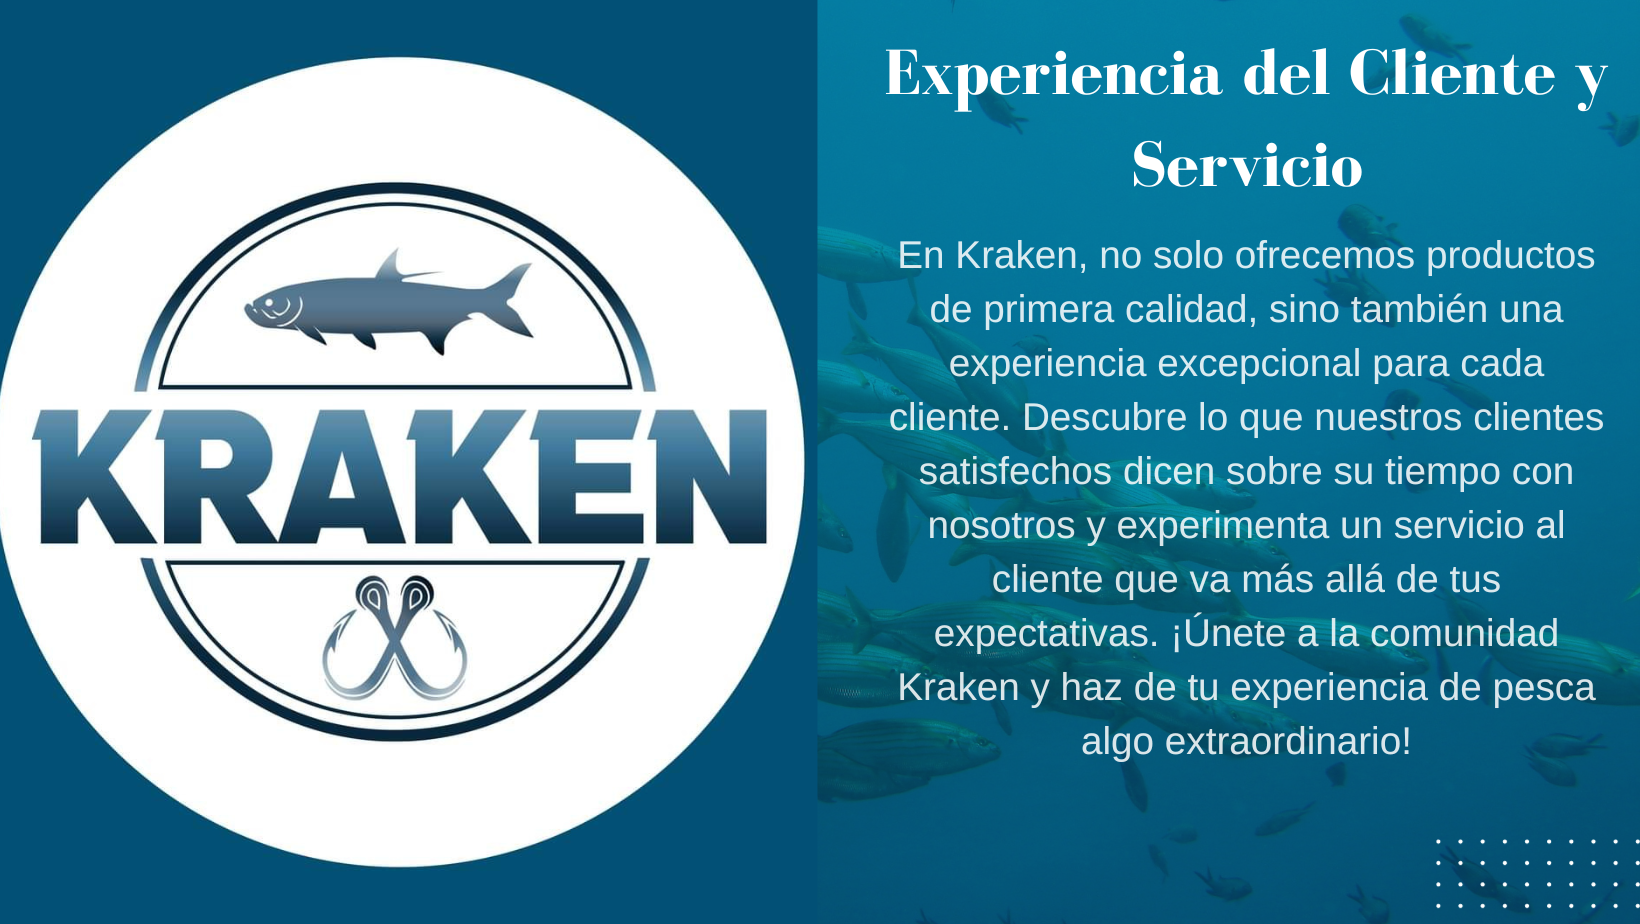 KRAKEN
Experiencia del Cliente y
Servicio
En Kraken, no solo ofrecemos productos
de primera calidad, sino también una
experiencia excepcional para cada
cliente. Descubre lo que nuestros clientes
satisfechos dicen sobre su tiempo con
nosotros y experimenta un servicio al
cliente que va más allá de tus
expectativas. ¡Únete a la comunidad
Kraken y haz de tu experiencia de pesca
algo extraordinario!